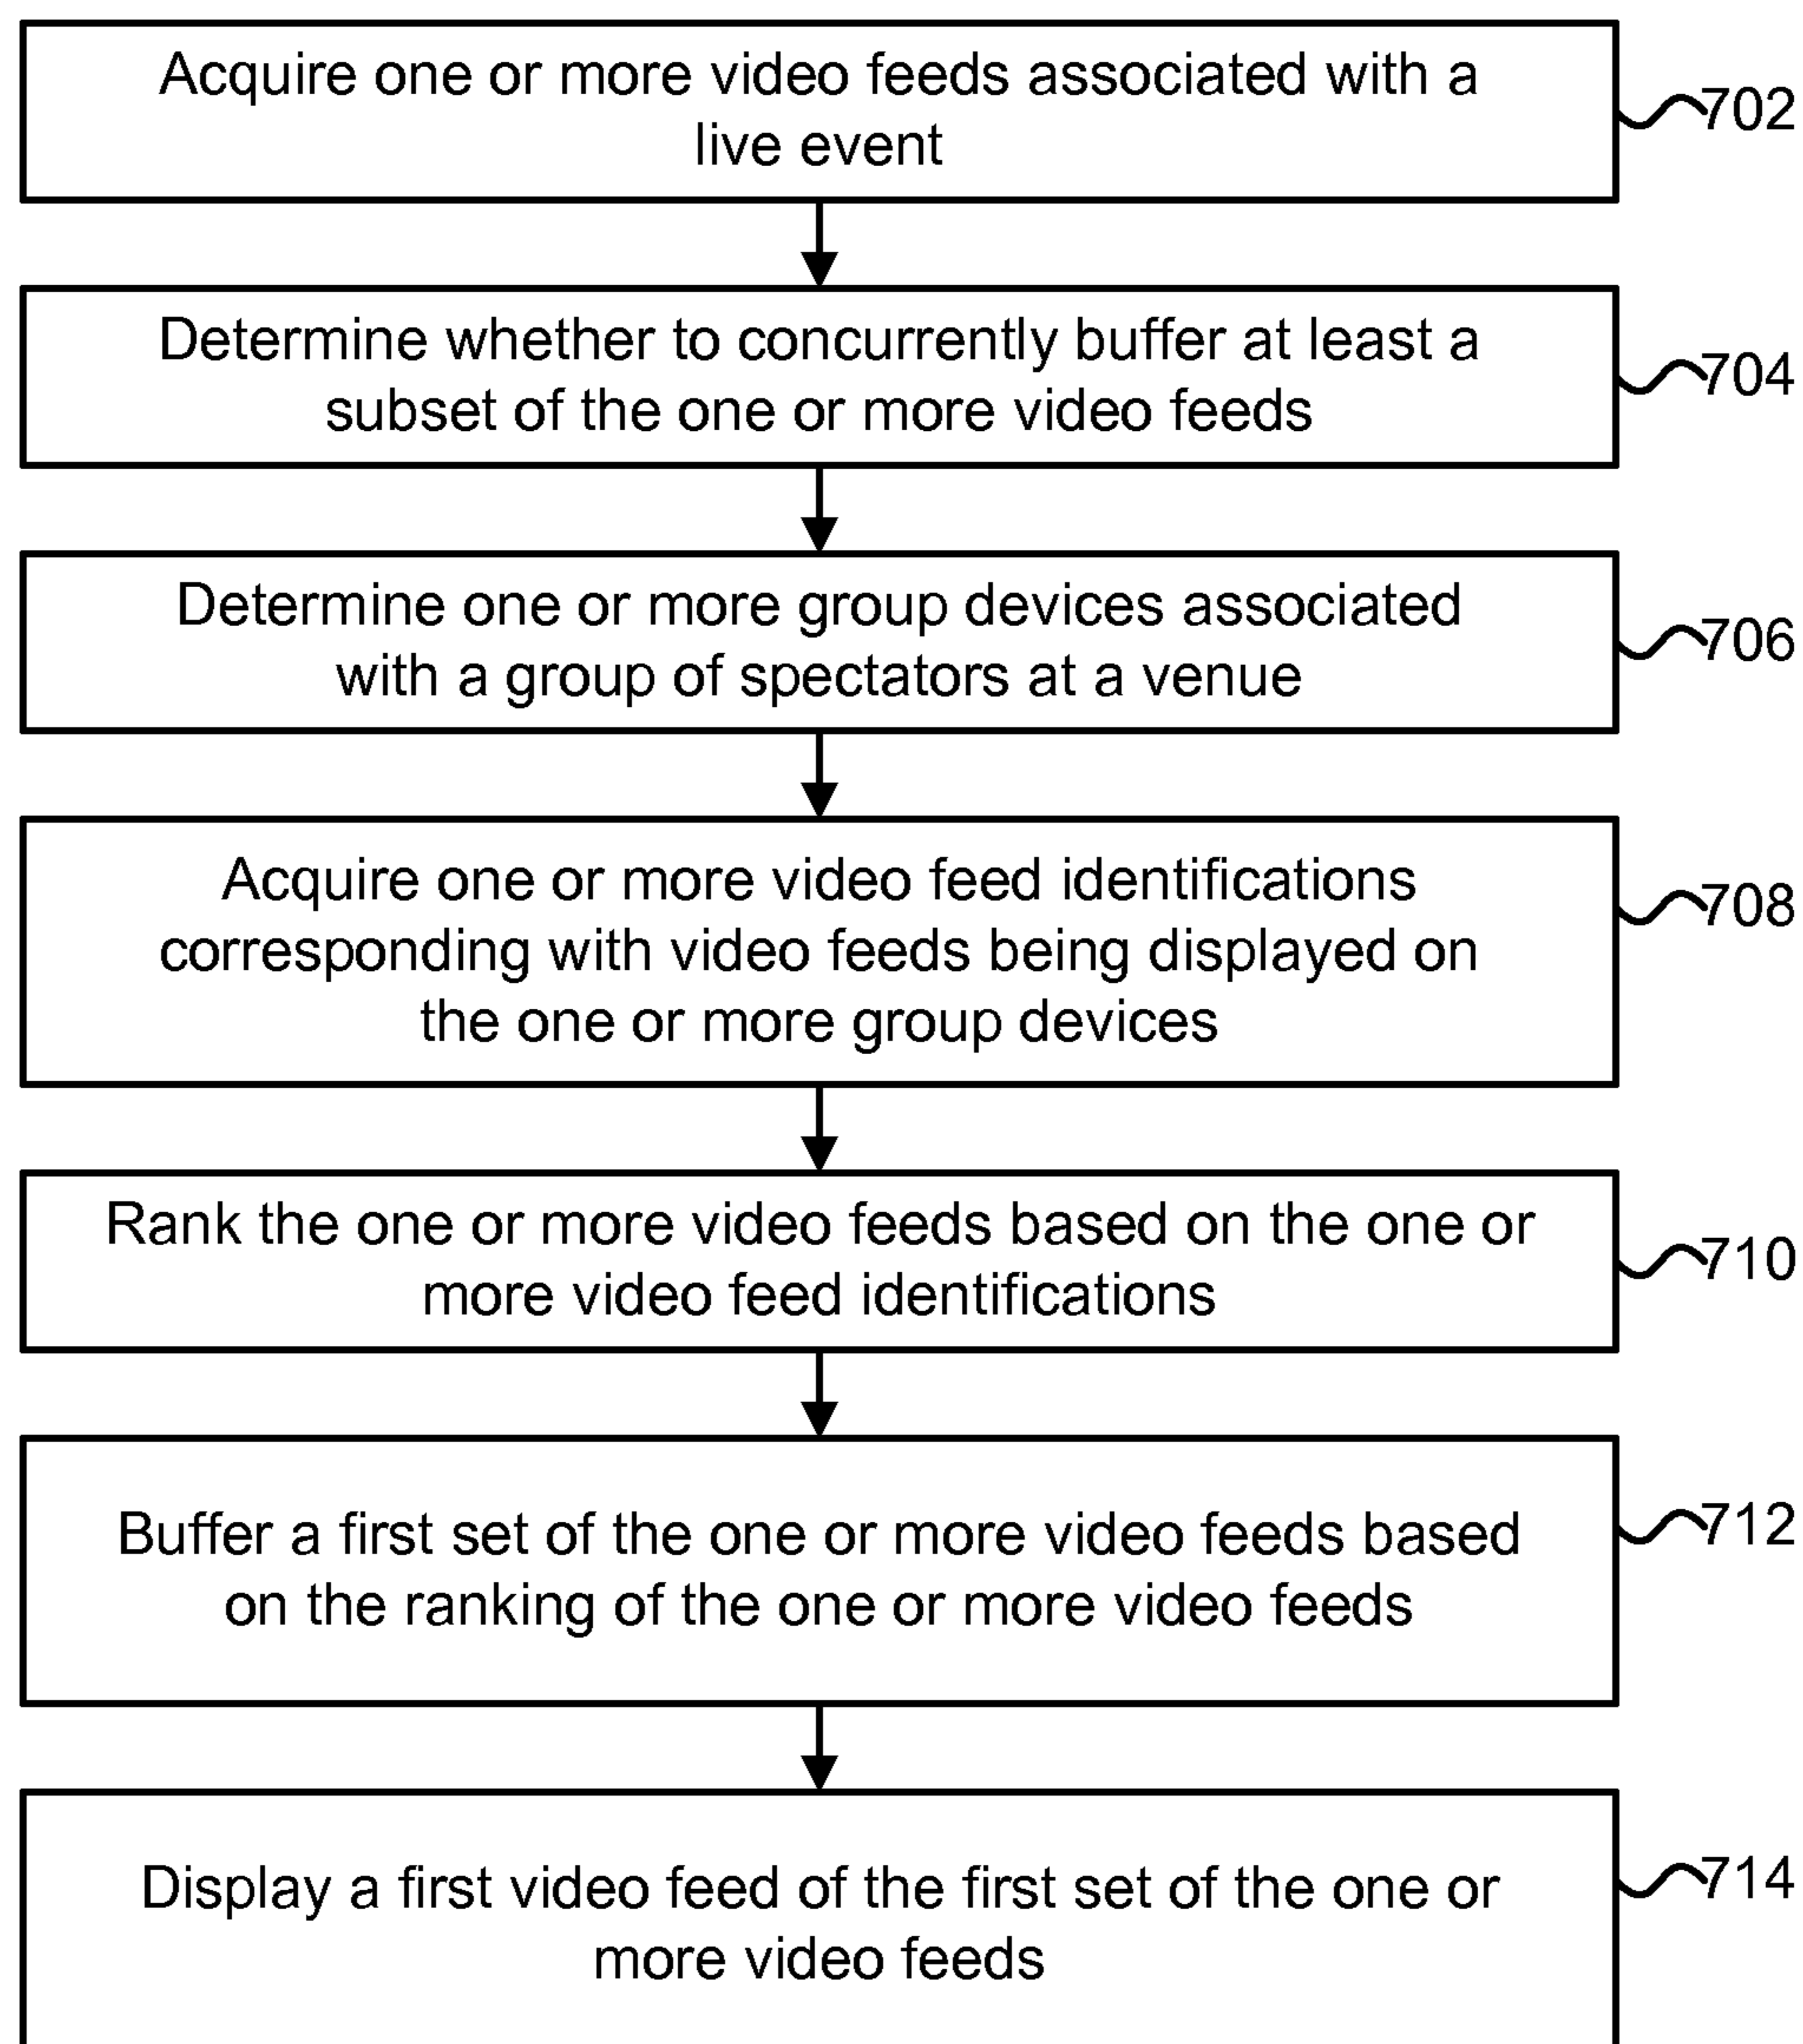 Acquire one or more video feeds associated with a
live event
702
Determine whether to concurrently buffer at least a
subset of the one or more video feeds
704
Determine one or more group devices associated
with a group of spectators at a venue
706
Acquire one or more video feed identifications
corresponding with video feeds being displayed on
the one or more group devices
708
Rank the one or more video feeds based on the one or
more video feed identifications
710
Buffer a first set of the one or more video feeds based
on the ranking of the one or more video feeds
712
Display a first video feed of the first set of the one or
more video feeds
714